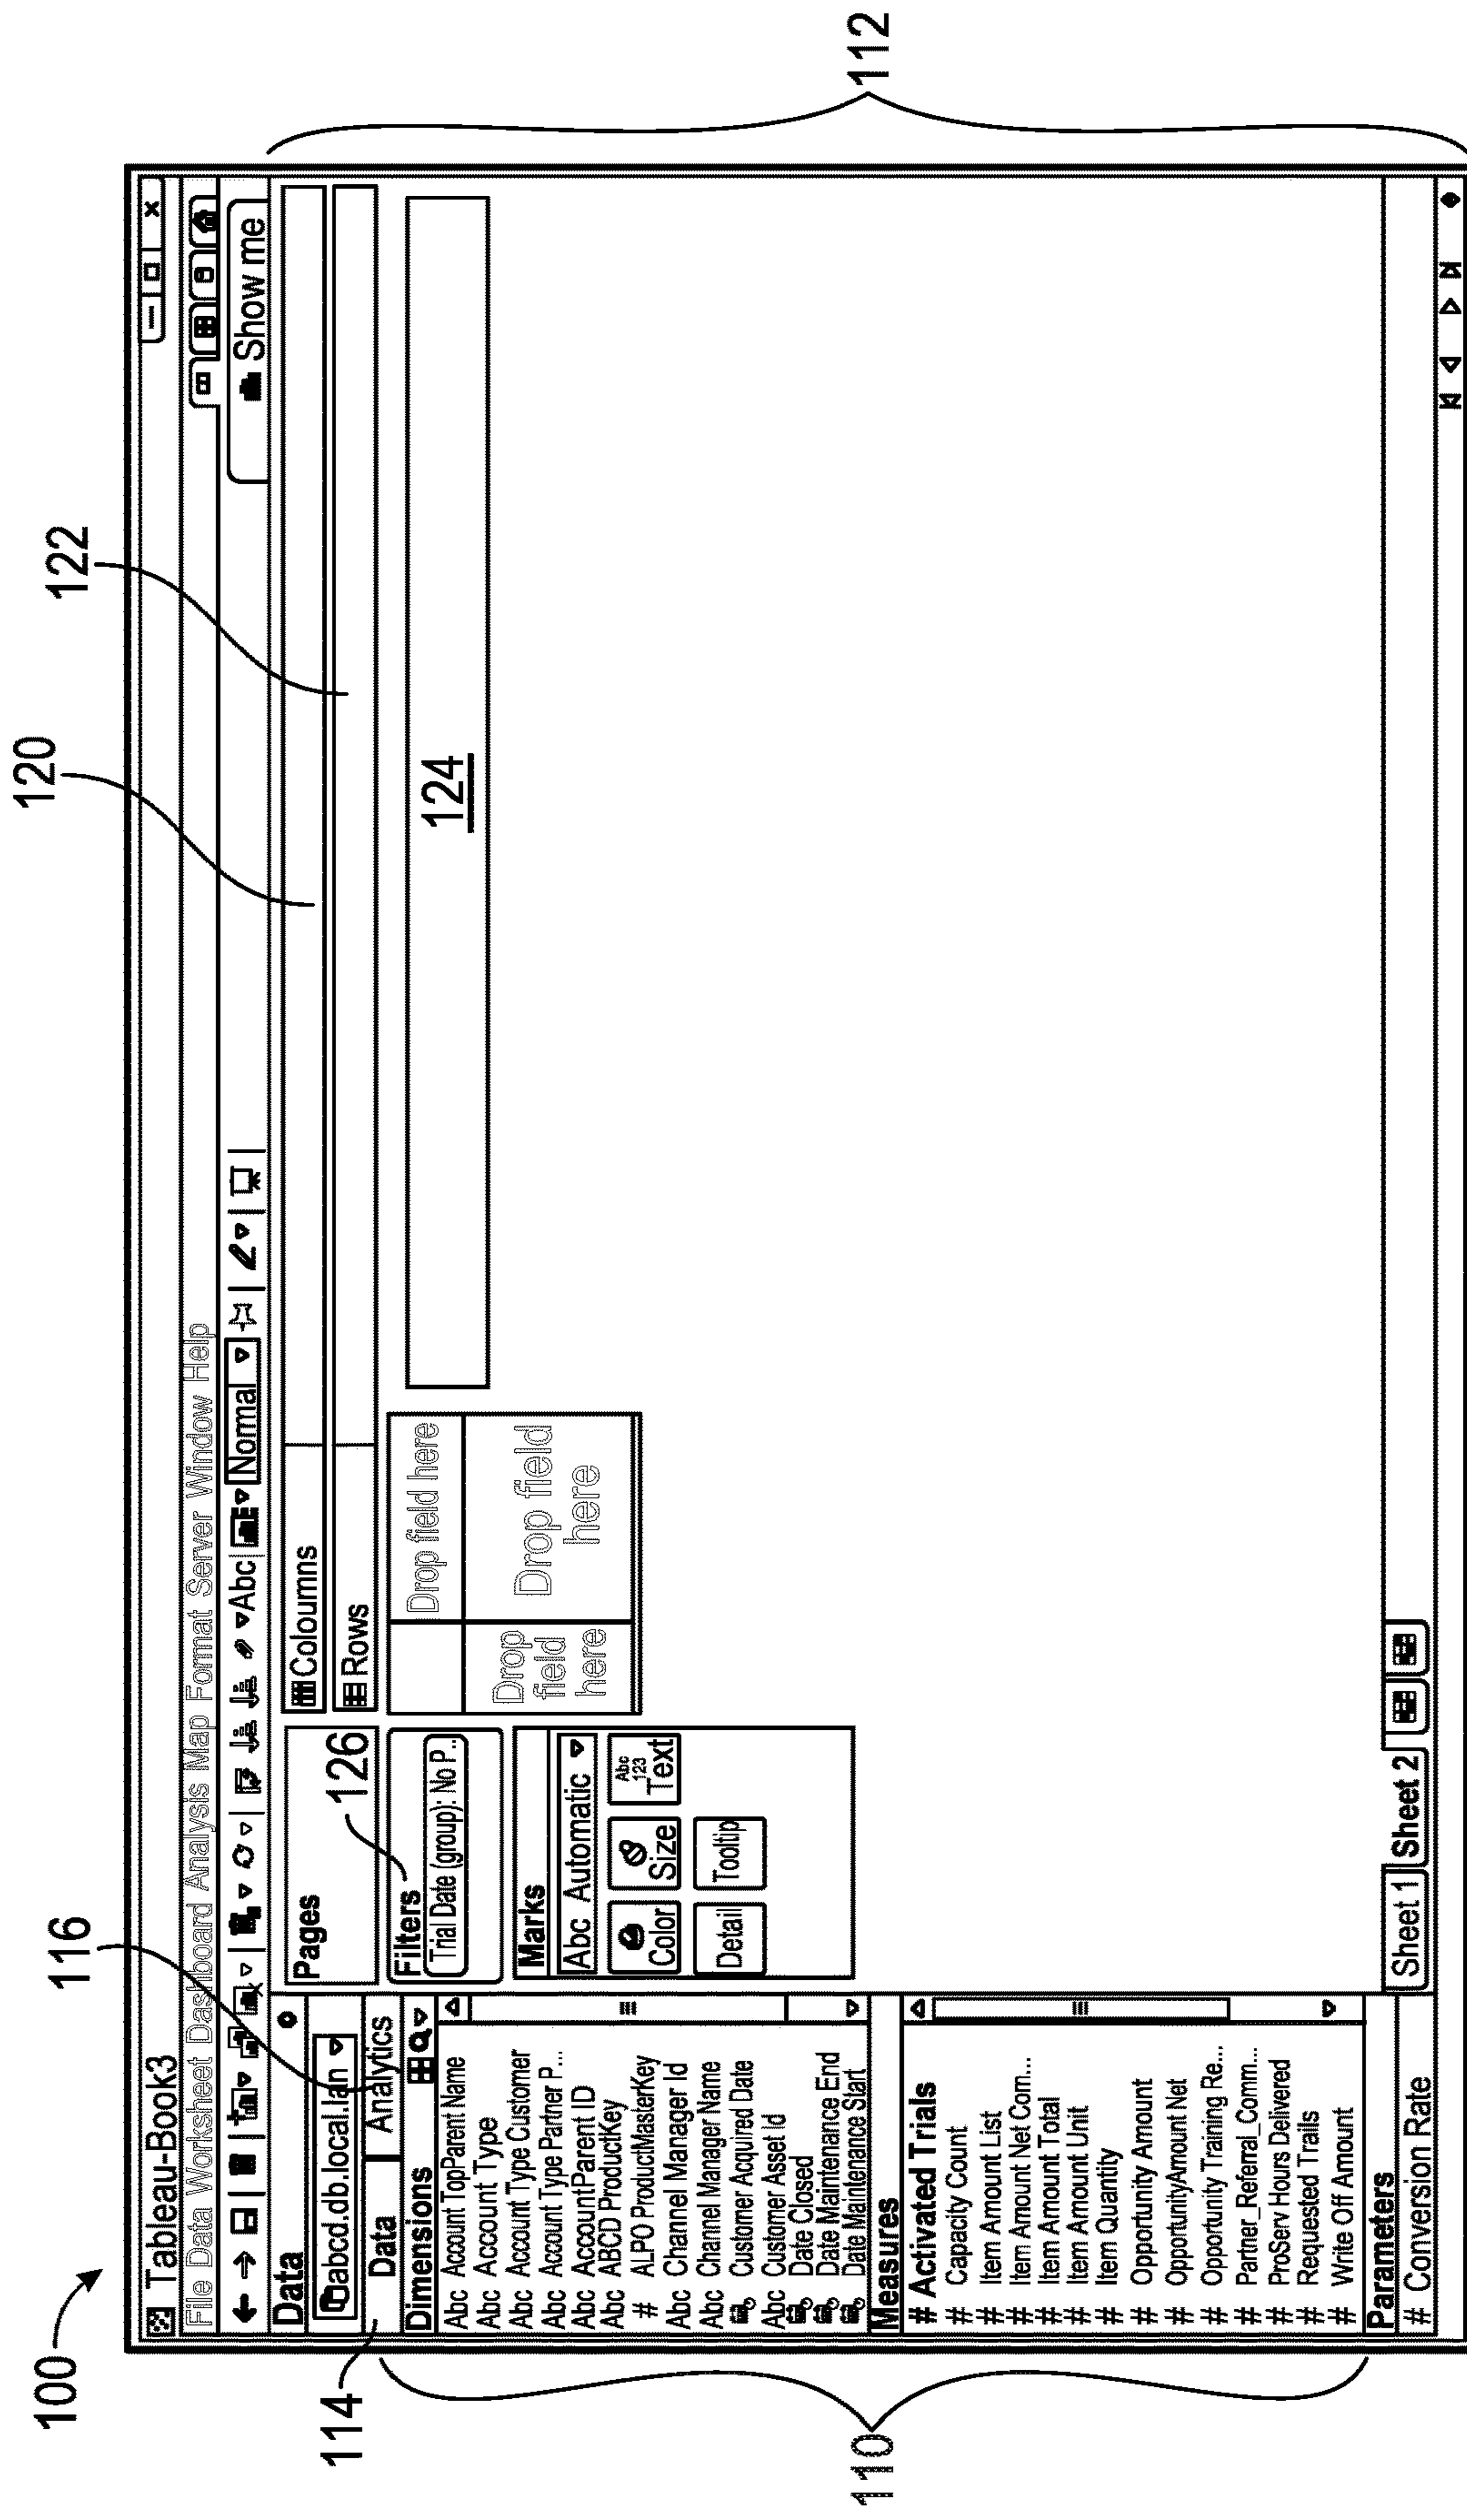 100
116
120
122
112
114
110
Tableau-Book3
File Data Worksheet Dashboard Analysis Map Format Server Window Help
Abc
Normal
Show me
Data
abcd.db.local.lan
Data
Analytics
Dimensions
Abc Account TopParent Name
Abc Account Type
Abc Account Type Customer
Abc Account Type Partner P...
Abc AccountParent ID
Abc ABCD ProductKey
# ALPO ProductMasterKey
Abc Channel Manager Id
Abc Channel Manager Name
Customer Acquired Date
Abc Customer Asset Id
Date Closed
Date Maintenance End
Date Maintenance Start
Measures
# Activated Trials
# Capacity Count
# Item Amount List
# Item Amount Net Com...
# Item Amount Total
# Item Amount Unit
# Item Quantity
# Opportunity Amount
# OpportunityAmount Net
# Opportunity Training Re...
# Partner_Referral_Comm...
# ProServ Hours Delivered
# Requested Trails
# Write Off Amount
Parameters
# Conversion Rate
Pages
126
Filters
Trial Date (group): No P..
Marks
Abc Automatic
Color
Size
Abc
123
Text
Detail
Tooltip
Coloumns
Rows
Drop field here
Drop
field
here
Drop field
here
124
Sheet 1
Sheet 2